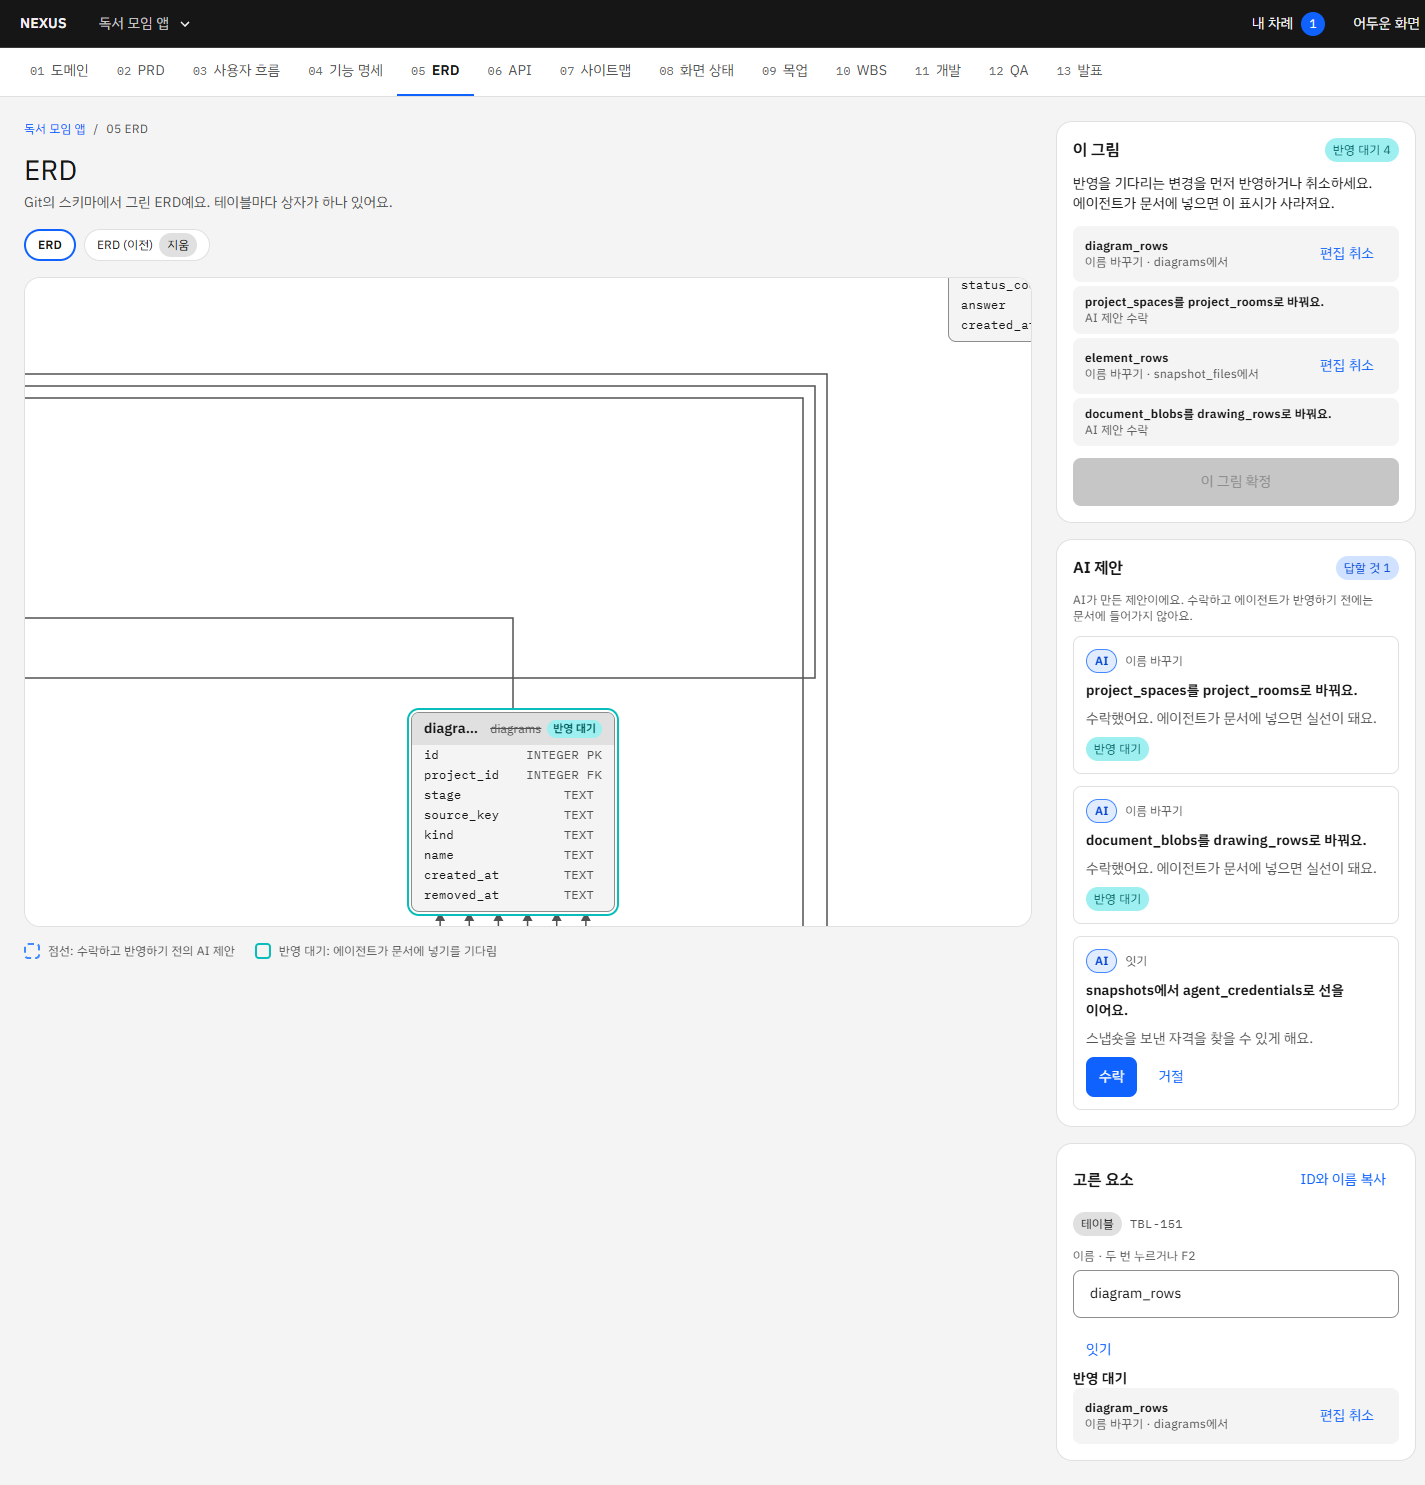 NEXUS 독서 모임 앱 내 차례 1 어두운 화면
01 도메인 02 PRD 03 사용자 흐름 04 기능 명세 05 ERD 06 API 07 사이트맵 08 화면 상태 09 목업 10 WBS 11 개발 12 QA 13 발표
독서 모임 앱 / 05 ERD
ERD
Git의 스키마에서 그린 ERD예요. 테이블마다 상자가 하나 있어요.
ERD ERD (이전) 지움
answer
diagra... diagrams 반영 대기
id INTEGER PK
project_id INTEGER FK
stage TEXT
source_key TEXT
kind TEXT
name TEXT
created_at TEXT
removed_at TEXT
점선: 수락하고 반영하기 전의 AI 제안 반영 대기: 에이전트가 문서에 넣기를 기다림
이 그림 반영 대기 4
반영을 기다리는 변경을 먼저 반영하거나 취소하세요.
에이전트가 문서에 넣으면 이 표시가 사라져요.
diagram_rows
이름 바꾸기 · diagrams에서 편집 취소
project_spaces를 project_rooms로 바꿔요.
AI 제안 수락
element_rows
이름 바꾸기 · snapshot_files에서 편집 취소
document_blobs를 drawing_rows로 바꿔요.
AI 제안 수락
이 그림 확정
AI 제안 답할 것 1
AI가 만든 제안이에요. 수락하고 에이전트가 반영하기 전에는
문서에 들어가지 않아요.
AI 이름 바꾸기
project_spaces를 project_rooms로 바꿔요.
수락했어요. 에이전트가 문서에 넣으면 실선이 돼요.
반영 대기
AI 이름 바꾸기
document_blobs를 drawing_rows로 바꿔요.
수락했어요. 에이전트가 문서에 넣으면 실선이 돼요.
반영 대기
AI 잇기
snapshots에서 agent_credentials로 선을
이어요.
스냅숏을 보낸 자격을 찾을 수 있게 해요.
수락 거절
고른 요소 ID와 이름 복사
테이블 TBL-151
이름 · 두 번 누르거나 F2
diagram_rows
잇기
반영 대기
diagram_rows
이름 바꾸기 · diagrams에서 편집 취소